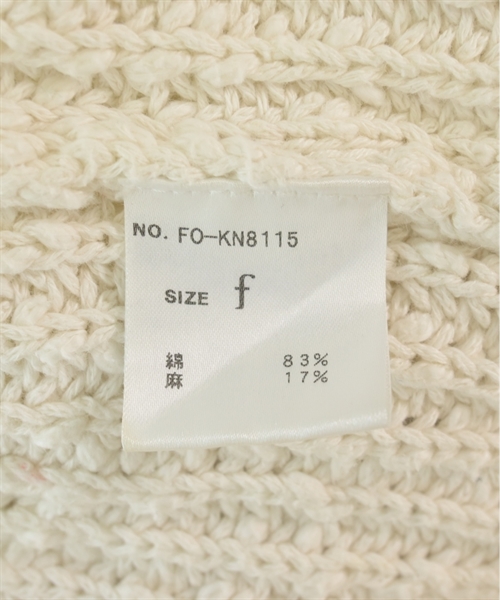 NO. FO-KN8115
SIZE f
綿 83%
麻 17%